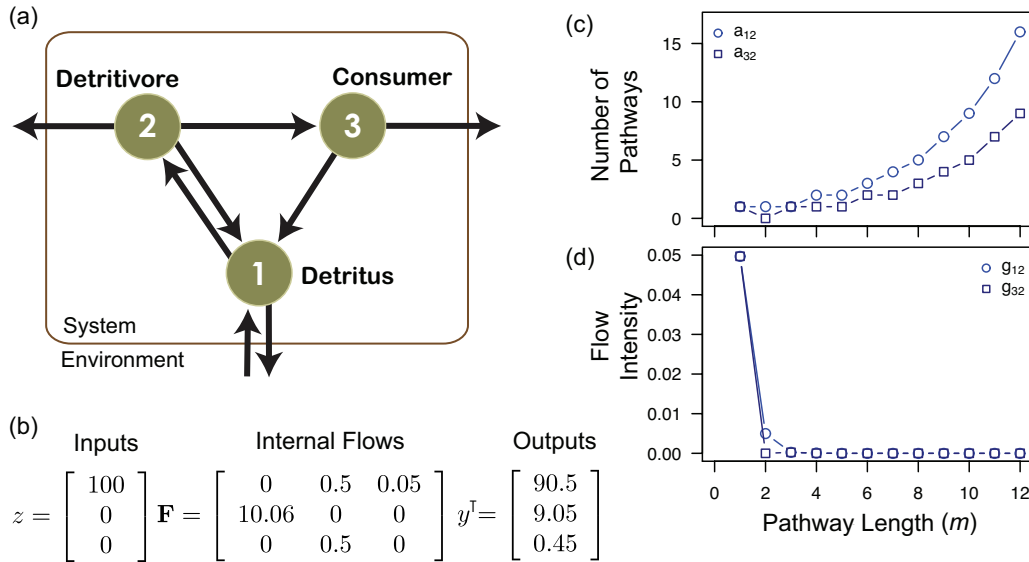 (a)
Detritivore
Consumer
2
3
1
Detritus
System
Environment
(b)
Inputs
Internal Flows
Outputs
z = [ 100 0 0 ] F = [ 0 0.5 0.05 10.06 0 0 0 0.5 0 ] yᵀ= [ 90.5 9.05 0.45 ]
(c)
a12
a32
Number of
Pathways
15
10
5
0
(d)
g12
g32
Flow
Intensity
0.05
0.04
0.03
0.02
0.01
0.00
0 2 4 6 8 10 12
Pathway Length (m)